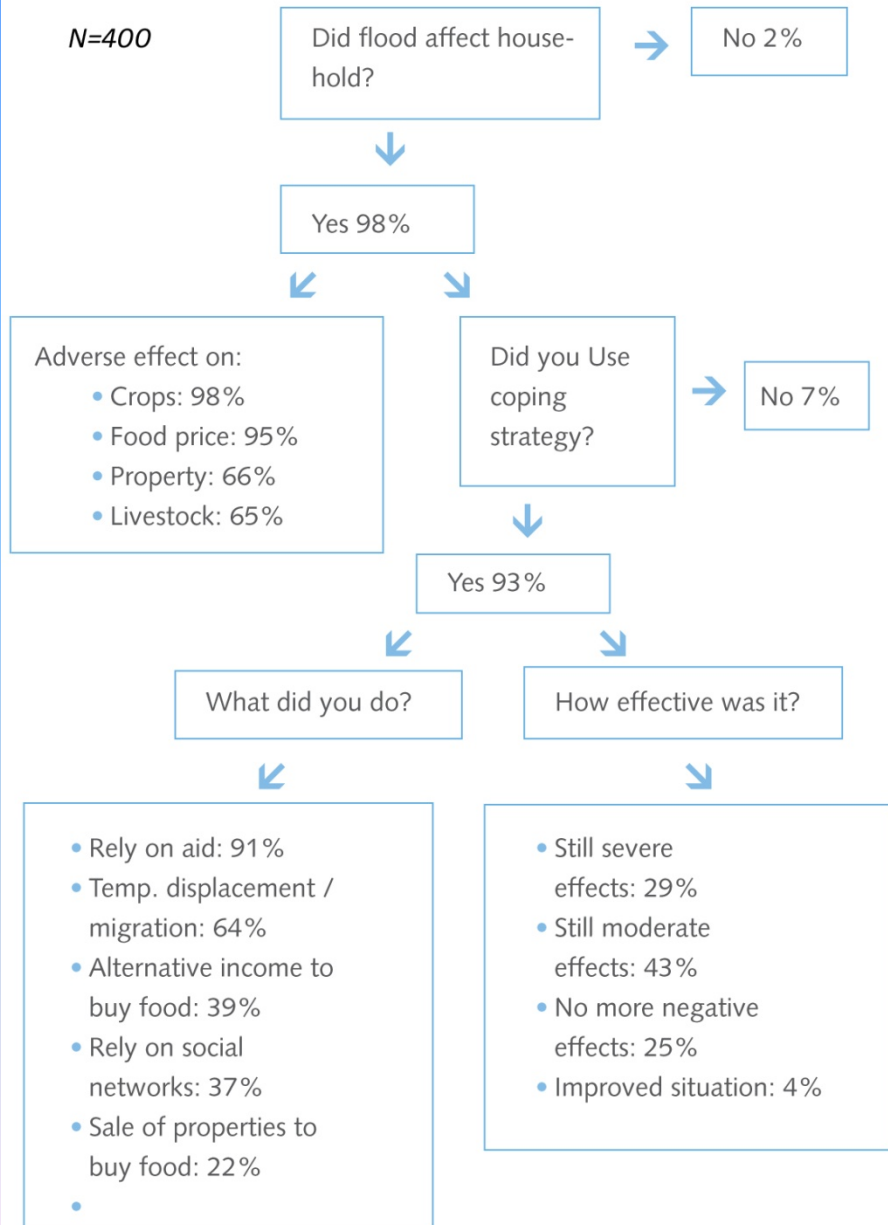 N=400
Did flood affect house-
hold?
No 2%
Yes 98%
Adverse effect on:
• Crops: 98%
• Food price: 95%
• Property: 66%
• Livestock: 65%
Did you Use
coping
strategy?
No 7%
Yes 93%
What did you do?
How effective was it?
• Rely on aid: 91%
• Temp. displacement /
migration: 64%
• Alternative income to
buy food: 39%
• Rely on social
networks: 37%
• Sale of properties to
buy food: 22%
•
• Still severe
effects: 29%
• Still moderate
effects: 43%
• No more negative
effects: 25%
• Improved situation: 4%